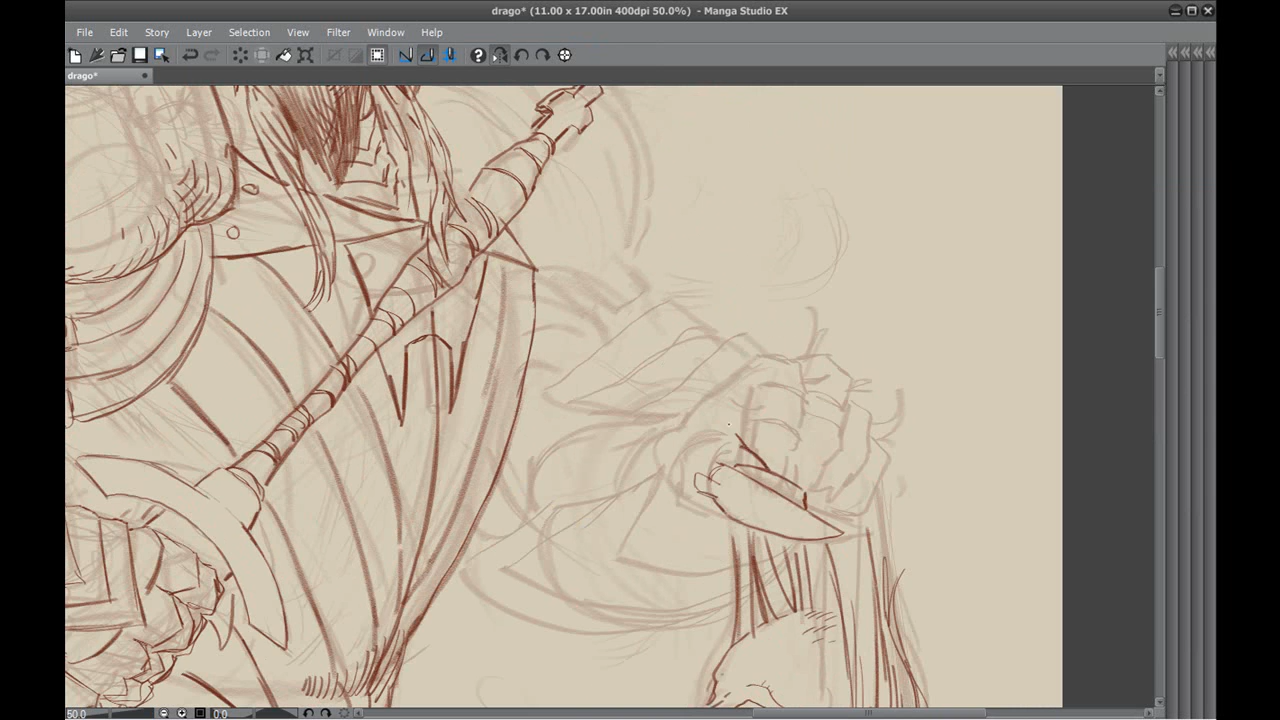 drago* (11.00 x 17.00in 400dpi 50.0%)  - Manga Studio EX
File Edit Story Layer Selection View Filter Window Help
drago*
50.0 0.0